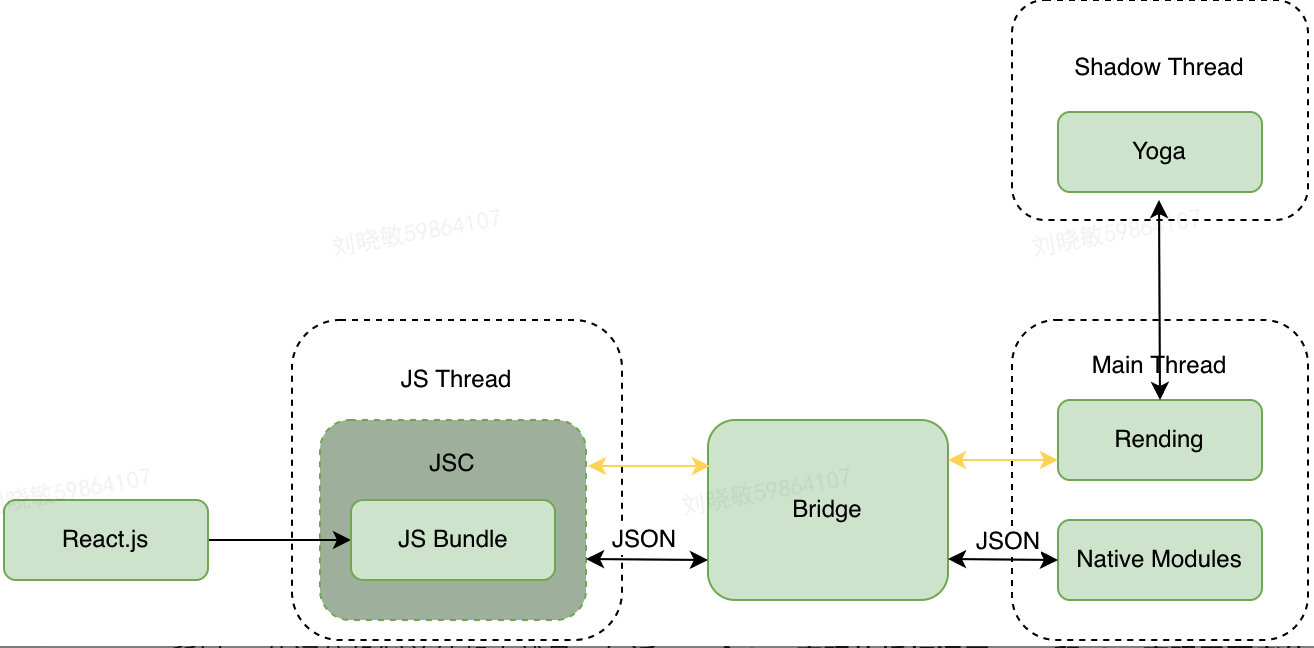 Shadow Thread
Yoga
刘晓敏59864107
刘晓敏59864107
Main Thread
JS Thread
Rending
JSC
刘晓敏59864107
刘晓敏59864107
Bridge
React.js
JS Bundle
JSON
JSON
Native Modules